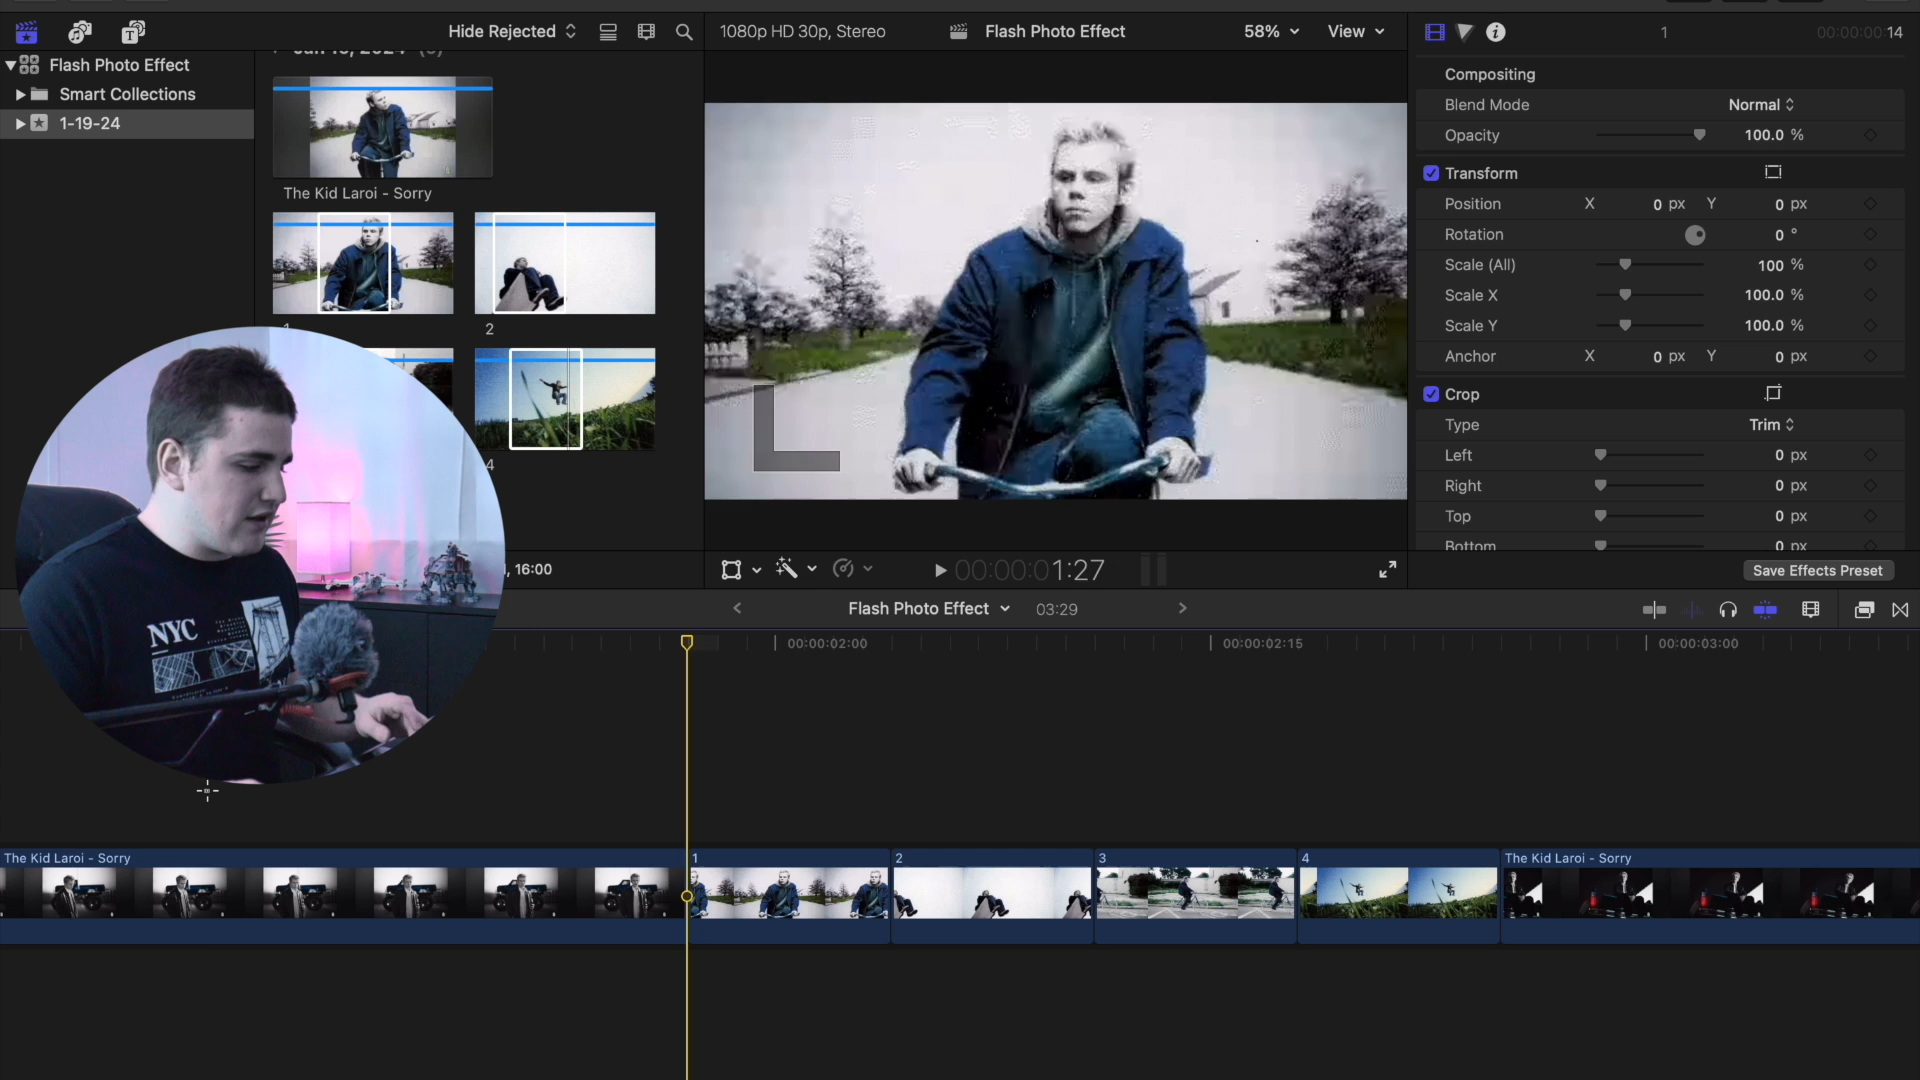 Hide Rejected
1080p HD 30p, Stereo
Flash Photo Effect
58%
View
1
00:00:00:14
Flash Photo Effect
Smart Collections
1-19-24
The Kid Laroi - Sorry
2
4
, 16:00
NYC
00:00:01:27
Compositing
Blend Mode
Normal
Opacity
100.0 %
Transform
Position X 0 px Y 0 px
Rotation 0 °
Scale (All) 100 %
Scale X 100.0 %
Scale Y 100.0 %
Anchor X 0 px Y 0 px
Crop
Type Trim
Left 0 px
Right 0 px
Top 0 px
Bottom 0 px
Save Effects Preset
Flash Photo Effect
03:29
00:00:02:00
00:00:02:15
00:00:03:00
The Kid Laroi - Sorry
1
2
3
4
The Kid Laroi - Sorry